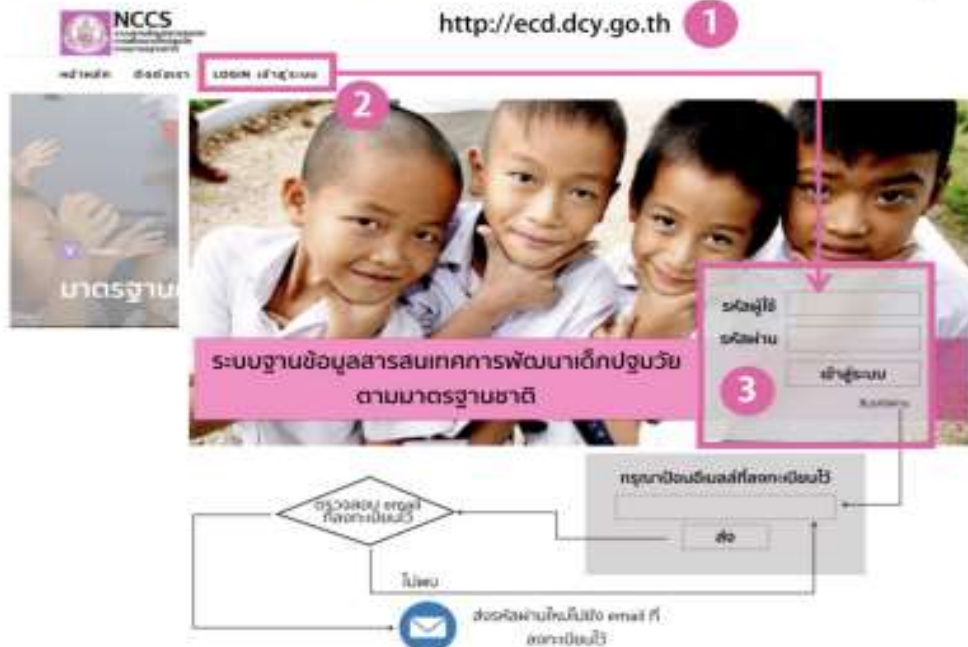 NCCS
http://ecd.dcy.go.th 1
หน้าหลัก ติดต่อเรา LOGIN เข้าสู่ระบบ
2
มาตรฐาน
รหัสผู้ใช้
รหัสผ่าน
เข้าสู่ระบบ
3
ลืมรหัสผ่าน
ระบบฐานข้อมูลสารสนเทศการพัฒนาเด็กปฐมวัย
ตามมาตรฐานชาติ
กรุณาป้อนอีเมลล์ที่ลงทะเบียนไว้
ส่ง
ตรวจสอบ email
ที่ลงทะเบียนไว้
ไม่พบ
ส่งรหัสผ่านใหม่ไปยัง email ที่
ลงทะเบียนไว้